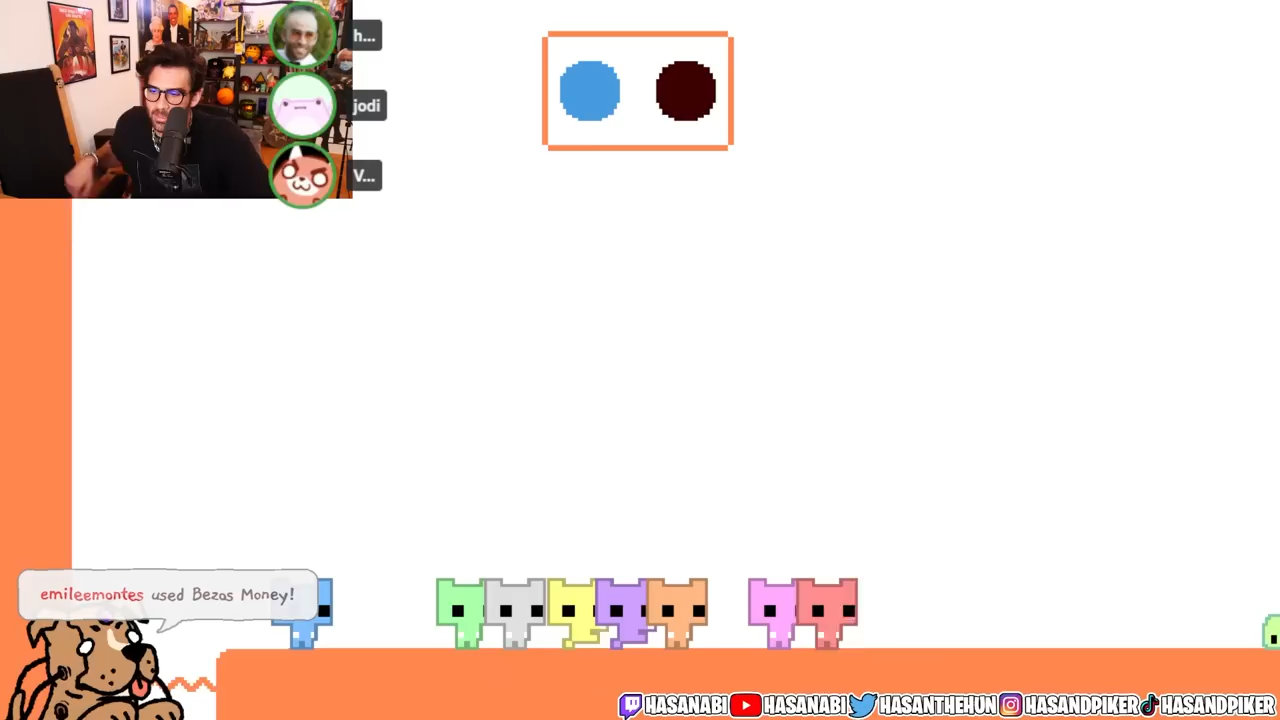 h...
jodi
V...
emileemontes used Bezos Money!
HASANABI HASANABI HASANTHEHUN HASANDPIKER HASANDPIKER